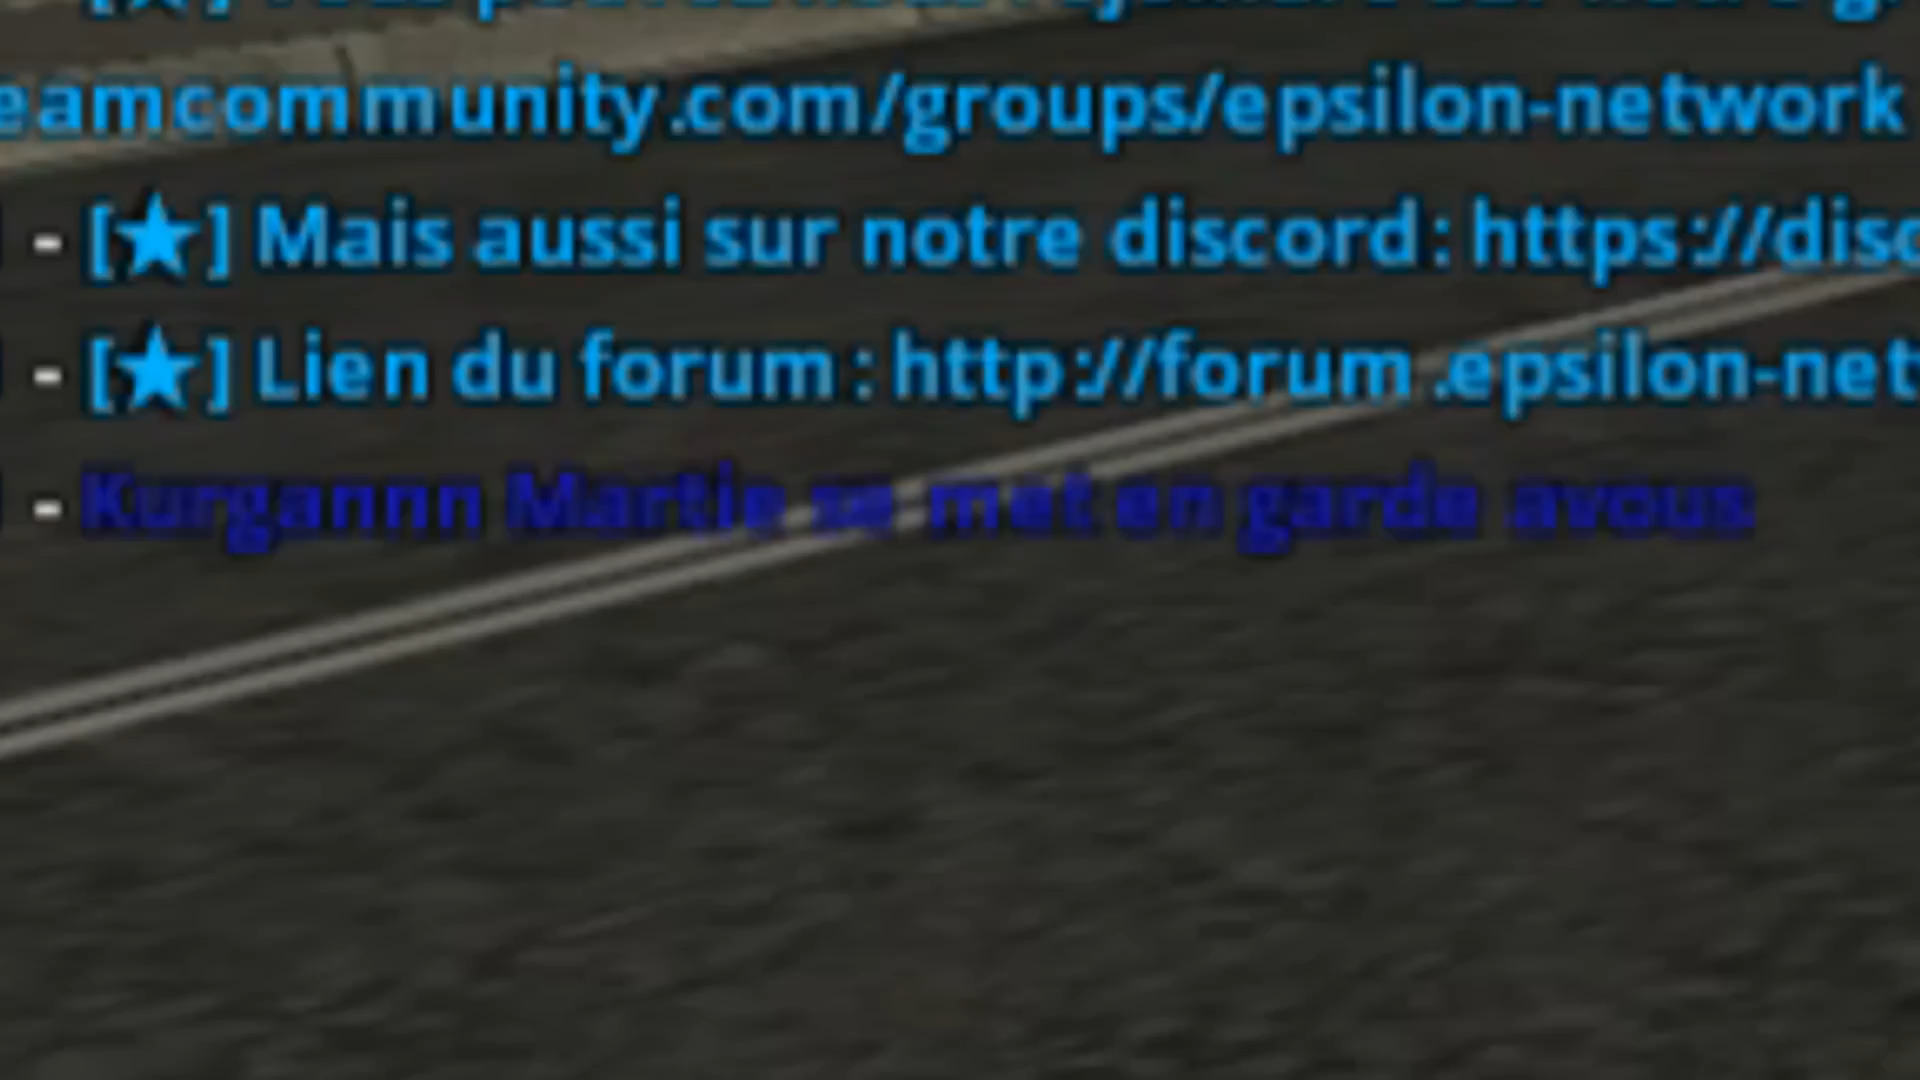 eamcommunity.com/groups/epsilon-network
- [★] Mais aussi sur notre discord : https://disc
- [★] Lien du forum : http://forum.epsilon-net
- Kurgannn Martie se met en garde avous